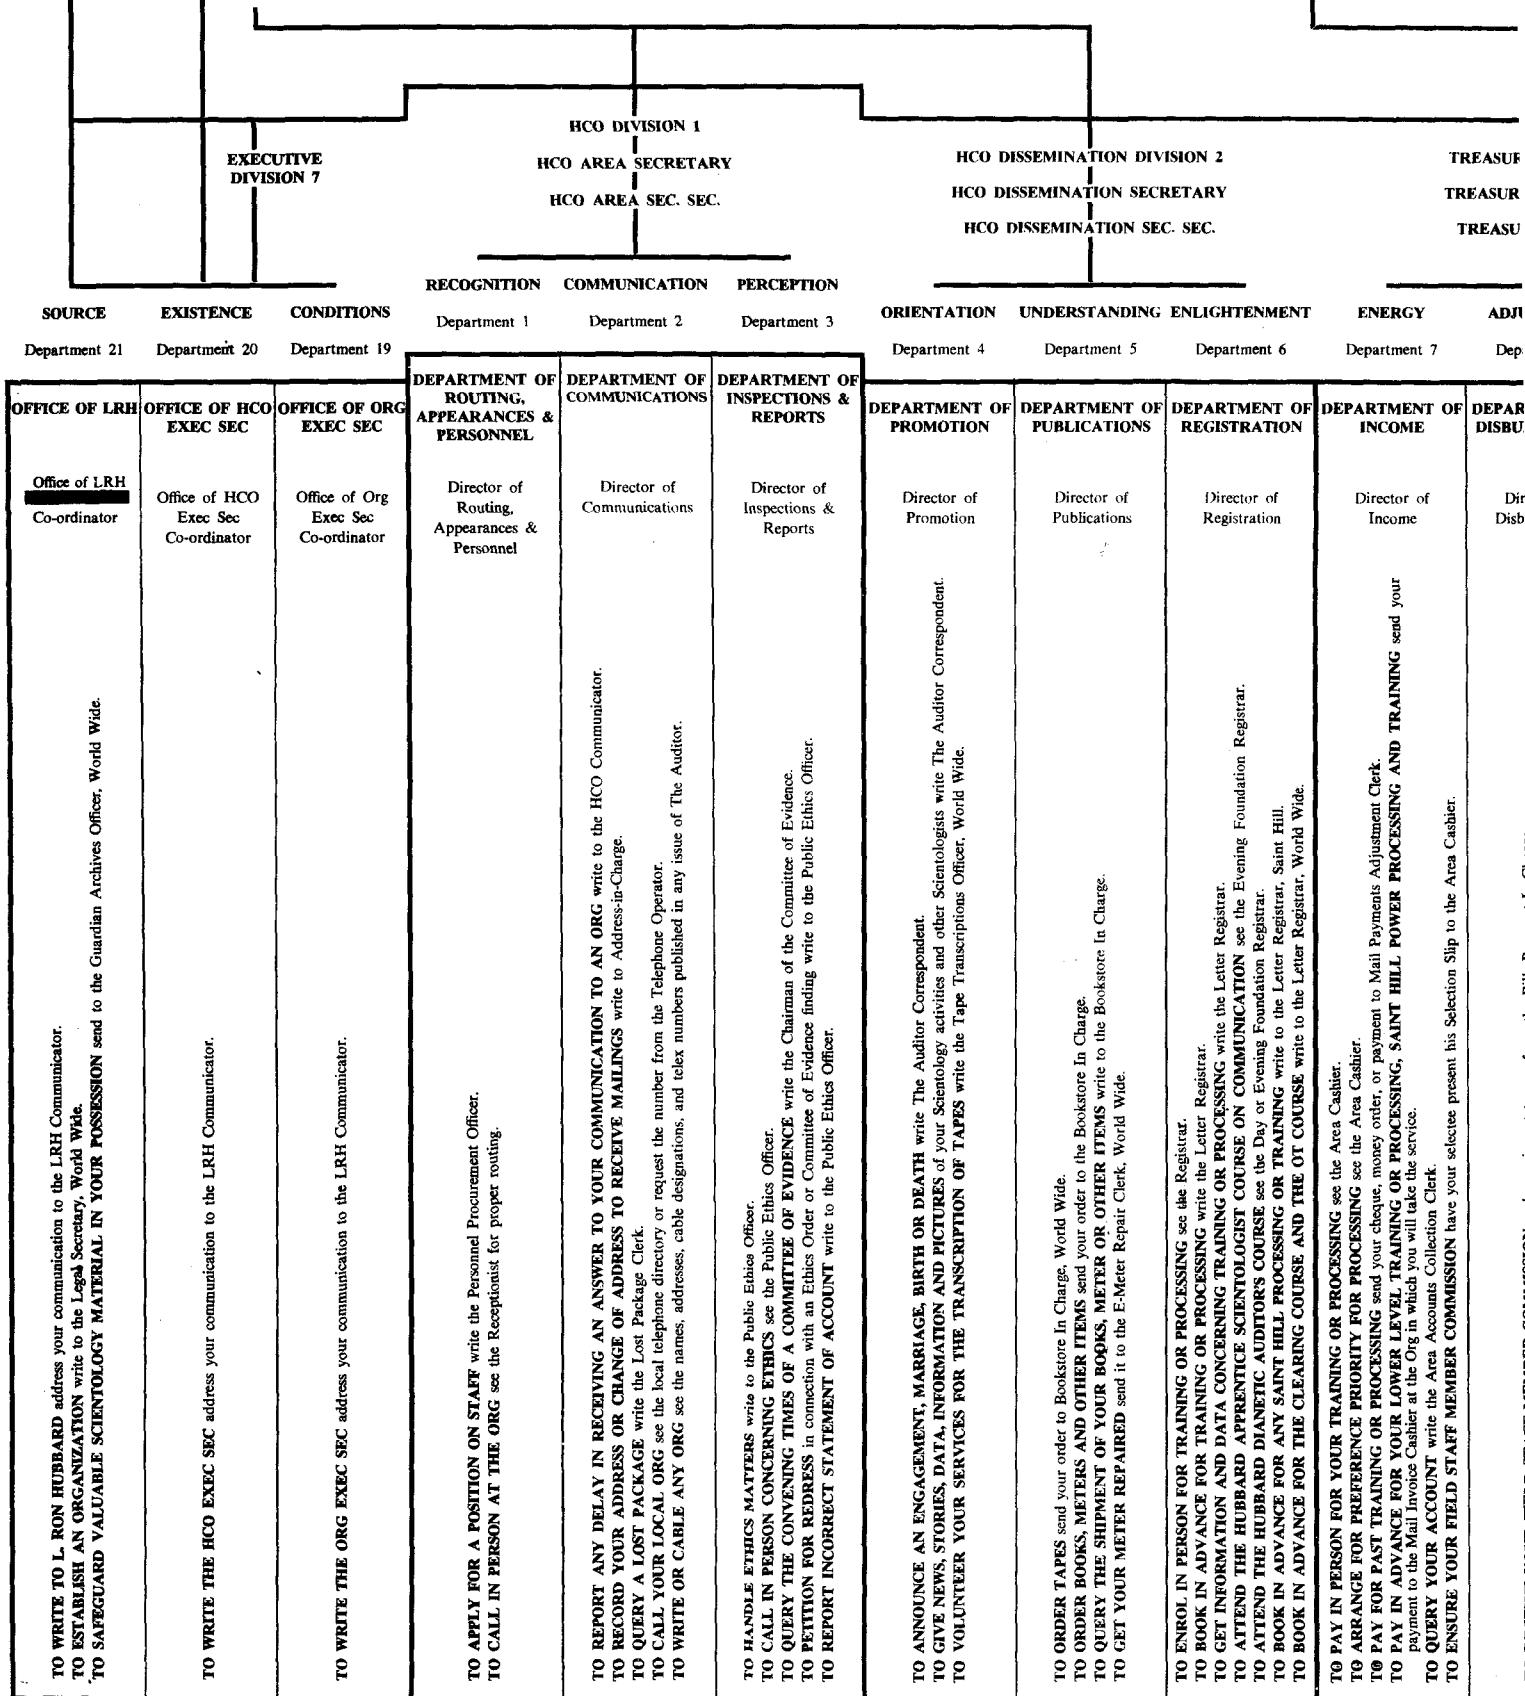 EXECUTIVE
DIVISION 7
HCO DIVISION 1
HCO AREA SECRETARY
HCO AREA SEC. SEC.
HCO DISSEMINATION DIVISION 2
HCO DISSEMINATION SECRETARY
HCO DISSEMINATION SEC. SEC.
TREASUR
TREASUR
TREASU
SOURCE
Department 21
OFFICE OF LRH
Office of LRH
Co-ordinator
TO WRITE TO L. RON HUBBARD address your communication to the LRH Communicator.
TO ESTABLISH AN ORGANIZATION write to the Legal Secretary, World Wide.
TO SAFEGUARD VALUABLE SCIENTOLOGY MATERIAL IN YOUR POSSESSION send to the Guardian Archives Officer, World Wide.
EXISTENCE
Department 20
OFFICE OF HCO
EXEC SEC
Office of HCO
Exec Sec
Co-ordinator
TO WRITE THE HCO EXEC SEC address your communication to the LRH Communicator.
CONDITIONS
Department 19
OFFICE OF ORG
EXEC SEC
Office of Org
Exec Sec
Co-ordinator
TO WRITE THE ORG EXEC SEC address your communication to the LRH Communicator.
RECOGNITION
Department 1
DEPARTMENT OF
ROUTING,
APPEARANCES &
PERSONNEL
Director of
Routing,
Appearances &
Personnel
TO APPLY FOR A POSITION ON STAFF write the Personnel Procurement Officer.
TO CALL IN PERSON AT THE ORG see the Receptionist for proper routing.
COMMUNICATION
Department 2
DEPARTMENT OF
COMMUNICATIONS
Director of
Communications
TO REPORT ANY DELAY IN RECEIVING AN ANSWER TO YOUR COMMUNICATION TO AN ORG write to the HCO Communicator.
TO RECORD YOUR ADDRESS OR CHANGE OF ADDRESS TO RECEIVE MAILINGS write to Address-in-Charge.
TO QUERY A LOST PACKAGE write the Lost Package Clerk.
TO CALL YOUR LOCAL ORG see the local telephone directory or request the number from the Telephone Operator.
TO WRITE OR CABLE ANY ORG see the names, addresses, cable designations, and telex numbers published in any issue of The Auditor.
PERCEPTION
Department 3
DEPARTMENT OF
INSPECTIONS &
REPORTS
Director of
Inspections &
Reports
TO HANDLE ETHICS MATTERS write to the Public Ethics Officer.
TO CALL IN PERSON CONCERNING ETHICS see the Public Ethics Officer.
TO QUERY THE CONVENING TIMES OF A COMMITTEE OF EVIDENCE write the Chairman of the Committee of Evidence.
TO PETITION FOR REDRESS in connection with an Ethics Order or Committee of Evidence finding write to the Public Ethics Officer.
TO REPORT INCORRECT STATEMENT OF ACCOUNT write to the Public Ethics Officer.
ORIENTATION
Department 4
DEPARTMENT OF
PROMOTION
Director of
Promotion
TO ANNOUNCE AN ENGAGEMENT, MARRIAGE, BIRTH OR DEATH write The Auditor Correspondent.
TO GIVE NEWS, STORIES, DATA, INFORMATION AND PICTURES of your Scientology activities and other Scientologists write The Auditor Correspondent.
TO VOLUNTEER YOUR SERVICES FOR THE TRANSCRIPTION OF TAPES write the Tape Transcriptions Officer, World Wide.
UNDERSTANDING
Department 5
DEPARTMENT OF
PUBLICATIONS
Director of
Publications
TO ORDER TAPES send your order to Bookstore In Charge, World Wide.
TO ORDER BOOKS, METERS AND OTHER ITEMS send your order to the Bookstore In Charge.
TO QUERY THE SHIPMENT OF YOUR BOOKS, METER OR OTHER ITEMS write to the Bookstore In Charge.
TO GET YOUR METER REPAIRED send it to the E-Meter Repair Clerk, World Wide.
ENLIGHTENMENT
Department 6
DEPARTMENT OF
REGISTRATION
Director of
Registration
TO ENROL IN PERSON FOR TRAINING OR PROCESSING see the Registrar.
TO BOOK IN ADVANCE FOR TRAINING OR PROCESSING write the Letter Registrar.
TO GET INFORMATION AND DATA CONCERNING TRAINING OR PROCESSING write the Letter Registrar.
TO ATTEND THE HUBBARD APPRENTICE SCIENTOLOGIST COURSE ON COMMUNICATION see the Evening Foundation Registrar.
TO ATTEND THE HUBBARD DIANETIC AUDITOR'S COURSE see the Day or Evening Foundation Registrar.
TO BOOK IN ADVANCE FOR ANY SAINT HILL PROCESSING OR TRAINING write to the Letter Registrar, Saint Hill.
TO BOOK IN ADVANCE FOR THE CLEARING COURSE AND THE OT COURSE write to the Letter Registrar, World Wide.
ENERGY
Department 7
DEPARTMENT OF
INCOME
Director of
Income
TO PAY IN PERSON FOR YOUR TRAINING OR PROCESSING see the Area Cashier.
TO ARRANGE FOR PREFERENCE PRIORITY FOR PROCESSING see the Area Cashier.
TO PAY FOR PAST TRAINING OR PROCESSING send your cheque, money order, or payment to Mail Payments Adjustment Clerk.
TO PAY IN ADVANCE FOR YOUR LOWER LEVEL TRAINING OR PROCESSING, SAINT HILL POWER PROCESSING AND TRAINING send your
payment to the Mail Invoice Cashier at the Org in which you will take the service.
TO QUERY YOUR ACCOUNT write the Area Accounts Collection Clerk.
TO ENSURE YOUR FIELD STAFF MEMBER COMMISSION have your selectee present his Selection Slip to the Area Cashier.
ADJU
Dep
DEPAR
DISBU
Dir
Disb